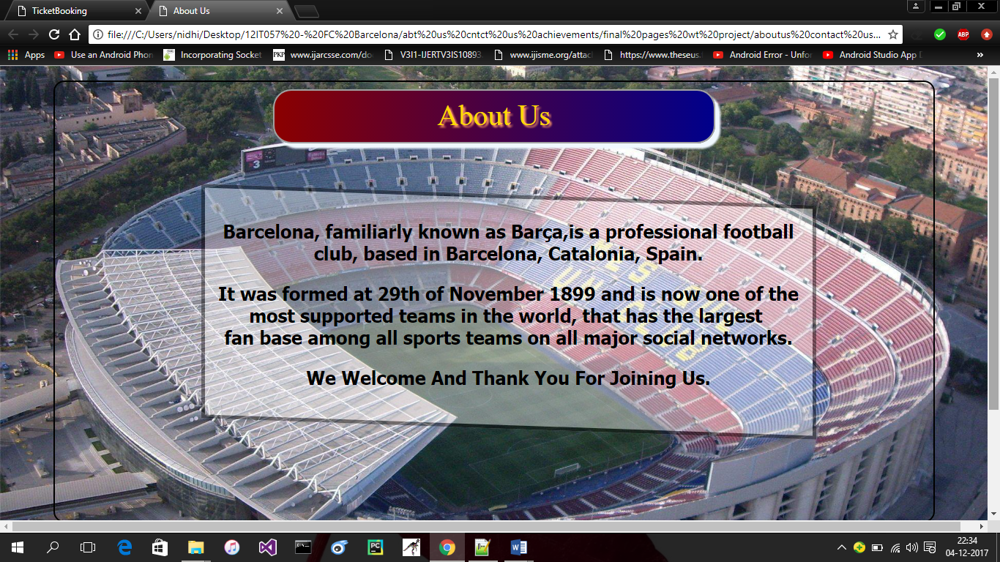 TicketBooking
About Us
file:///C:/Users/nidhi/Desktop/12IT057%20-%20FC%20Barcelona/abt%20us%20cntct%20us%20achievements/final%20pages%20wt%20project/aboutus%20contact%20us...
Apps Use an Android Phon Incorporating Socket PKP www.ijarcsse.com/do V3I1-IJERTV3IS10893. www.ijisme.org/attach https://www.theseus. Android Error - Unfor Android Studio App D »
ABP
About Us
3
Barcelona, familiarly known as Barça,is a professional football
club, based in Barcelona, Catalonia, Spain.
It was formed at 29th of November 1899 and is now one of the
most supported teams in the world, that has the largest
fan base among all sports teams on all major social networks.
We Welcome And Thank You For Joining Us.
PC
22:34
04-12-2017